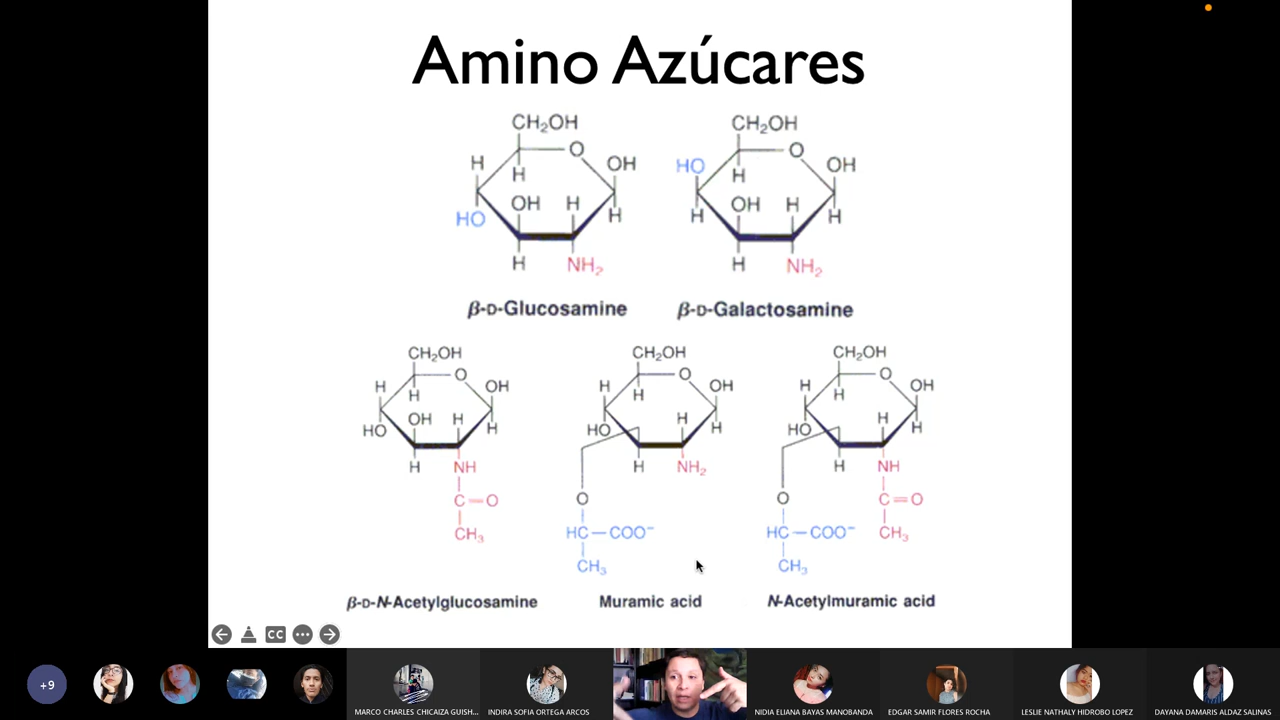 Amino Azúcares
CH₂OH
O
H
OH
H
OH
H
HO
H
H
NH₂
β-D-Glucosamine
CH₂OH
O
HO
OH
H
OH
H
H
H
H
NH₂
β-D-Galactosamine
CH₂OH
O
H
OH
H
OH
H
HO
H
H
NH
C—O
CH₃
β-D-N-Acetylglucosamine
CH₂OH
O
H
OH
H
H
HO
H
H
NH₂
O
HC—COO⁻
CH₃
Muramic acid
CH₂OH
O
H
OH
H
H
HO
H
H
NH
O
C=O
HC—COO⁻
CH₃
CH₃
N-Acetylmuramic acid
CC
+9
MARCO CHARLES CHICAIZA GUISH...
INDIRA SOFIA ORTEGA ARCOS
NIDIA ELIANA BAYAS MANOBANDA
EDGAR SAMIR FLORES ROCHA
LESLIE NATHALY HIDROBO LOPEZ
DAYANA DAMARIS ALDAZ SALINAS